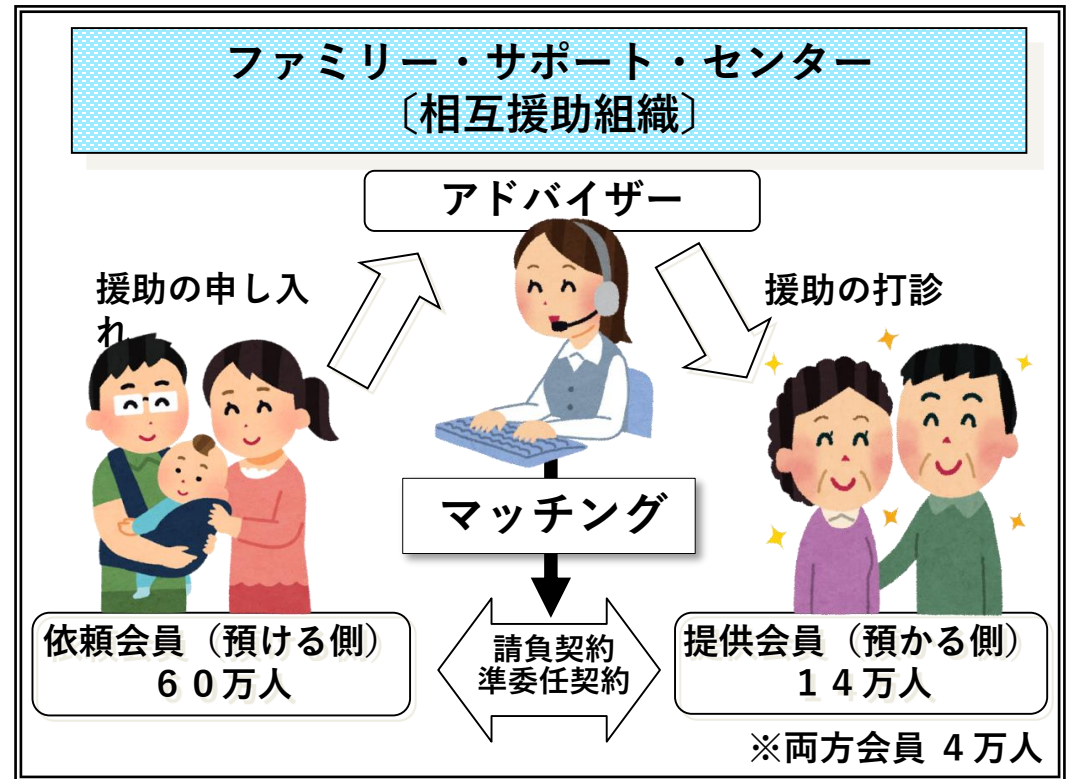 ファミリー・サポート・センター
〔相互援助組織〕
アドバイザー
援助の申し入
れ
援助の打診
マッチング
依頼会員（預ける側）
６０万人
請負契約
準委任契約
提供会員（預かる側）
１４万人
※両方会員 ４万人